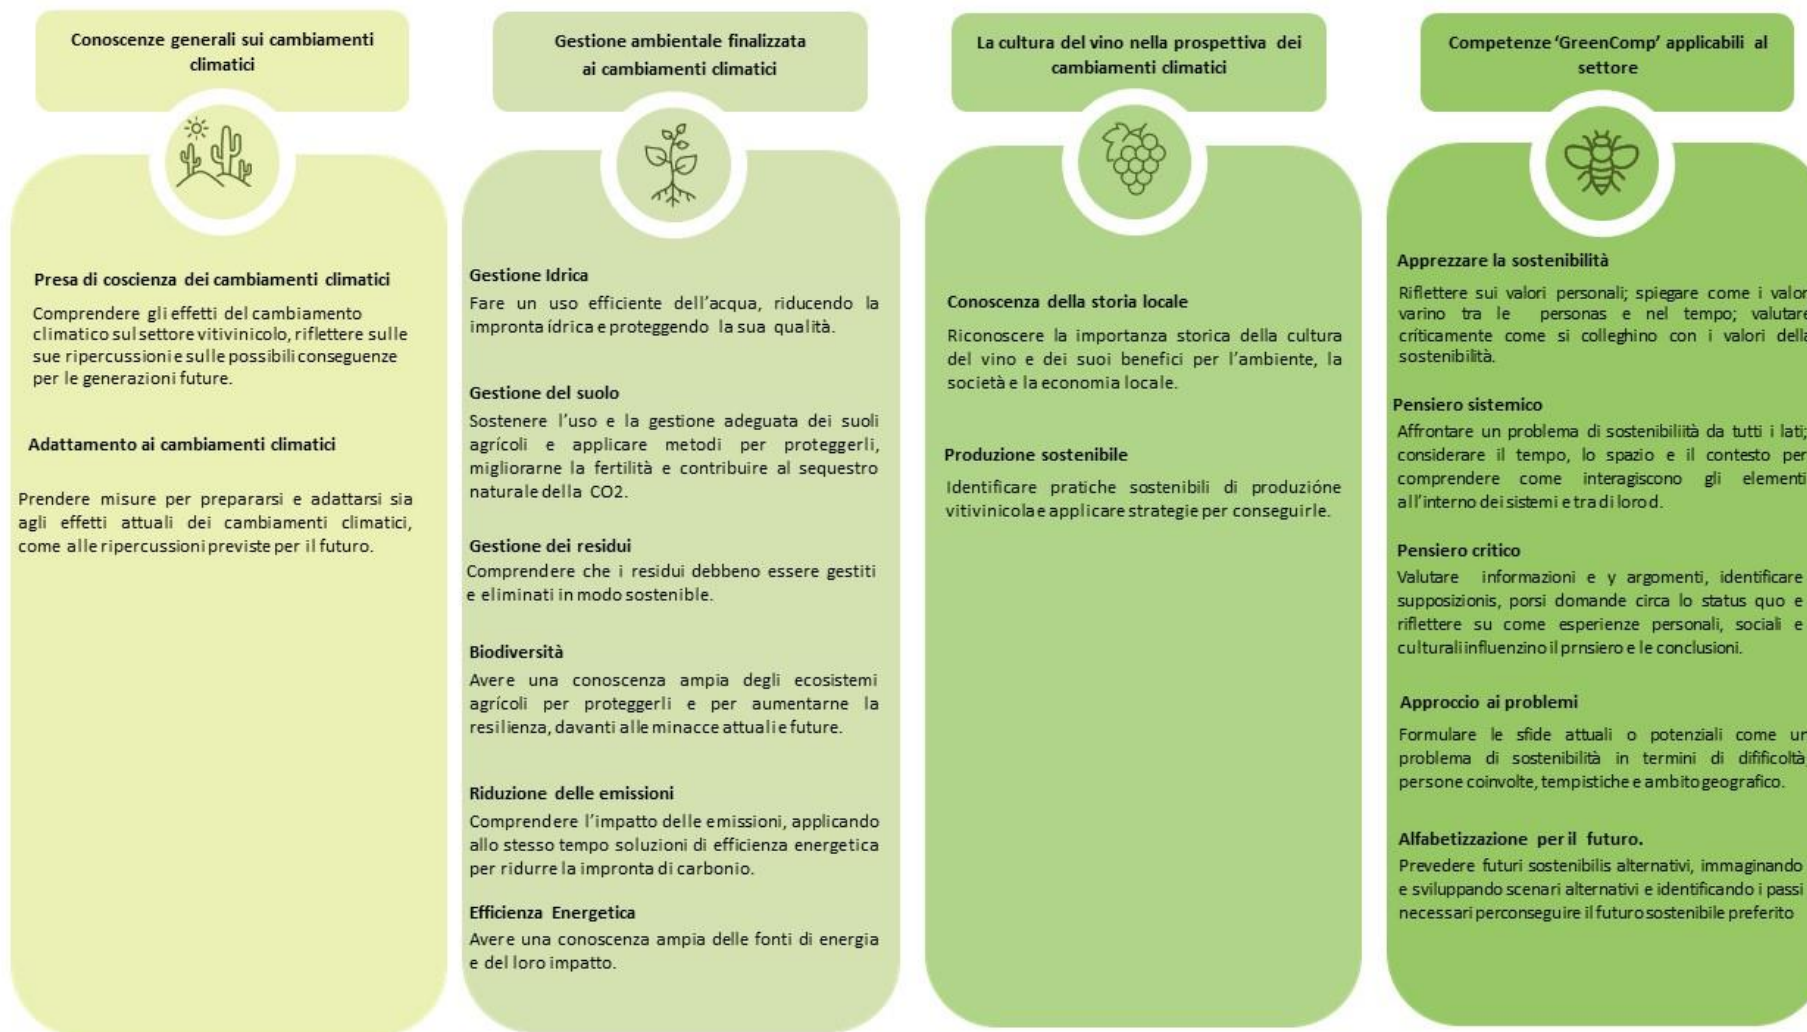 Conoscenze generali sui cambiamenti
climatici
Presa di coscienza dei cambiamenti climatici
Comprendere gli effetti del cambiamento
climatico sul settore vitivinicolo, riflettere sulle
sue ripercussioni e sulle possibili conseguenze
per le generazioni future.
Adattamento ai cambiamenti climatici
Prendere misure per prepararsi e adattarsi sia
agli effetti attuali dei cambiamenti climatici,
come alle ripercussioni previste per il futuro.
Gestione ambientale finalizzata
ai cambiamenti climatici
Gestione Idrica
Fare un uso efficiente dell’acqua, riducendo la
impronta ídrica e proteggendo la sua qualità.
Gestione del suolo
Sostenere l’uso e la gestione adeguata dei suoli
agrícoli e applicare metodi per proteggerli,
migliorarne la fertilità e contribuire al sequestro
naturale della CO2.
Gestione dei residui
Comprendere che i residui debbeno essere gestiti
e eliminati in modo sostenible.
Biodiversità
Avere una conoscenza ampia degli ecosistemi
agrícoli per proteggerli e per aumentarne la
resilienza, davanti alle minacce attuali e future.
Riduzione delle emissioni
Comprendere l’impatto delle emissioni, applicando
allo stesso tempo soluzioni di efficienza energetica
per ridurre la impronta di carbonio.
Efficienza Energetica
Avere una conoscenza ampia delle fonti di energia
e del loro impatto.
La cultura del vino nella prospettiva dei
cambiamenti climatici
Conoscenza della storia locale
Riconoscere la importanza storica della cultura
del vino e dei suoi benefici per l’ambiente, la
società e la economia locale.
Produzione sostenibile
Identificare pratiche sostenibili di produzióne
vitivinicola e applicare strategie per conseguirle.
Competenze ‘GreenComp’ applicabili al
settore
Apprezzare la sostenibilità
Riflettere sui valori personali; spiegare come i valor
varino tra le personas e nel tempo; valutare
críticamente come si colleghino con i valori della
sostenibilità.
Pensiero sistemico
Affrontare un problema di sostenibiliità da tutti i lati;
considerare il tempo, lo spazio e il contesto per
comprendere come interagiscono gli elementi
all’interno dei sistemi e tra di loro d.
Pensiero critico
Valutare informazioni e y argomenti, identificare
supposizionis, porsi domande circa lo status quo e
riflettere su come esperienze personali, sociali e
culturali influenzino il prnsiero e le conclusioni.
Approccio ai problemi
Formulare le sfide attuali o potenziali come un
problema di sostenibilità in termini di difificoltà,
persone coinvolte, tempistiche e ambito geografico.
Alfabetizzazione per il futuro.
Prevedere futuri sostenibilis alternativi, immaginando
e sviluppando scenari alternativi e identificando i passi
necessari perconseguire il futuro sostenibile preferito